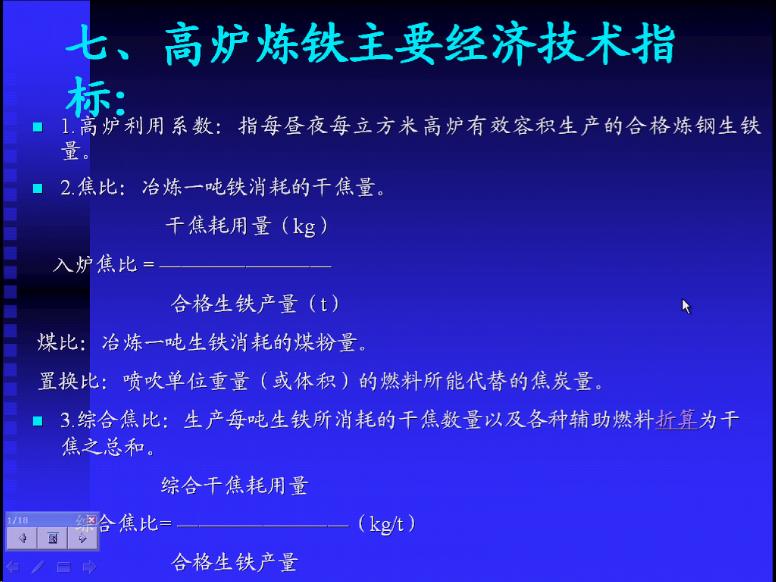 七、高炉炼铁主要经济技术指
标：
1.高炉利用系数：指每昼夜每立方米高炉有效容积生产的合格炼钢生铁
量。
2.焦比：冶炼一吨铁消耗的干焦量。
干焦耗用量（kg）
入炉焦比 = ————————
合格生铁产量（t）
煤比：冶炼一吨生铁消耗的煤粉量。
置换比：喷吹单位重量（或体积）的燃料所能代替的焦炭量。
3.综合焦比：生产每吨生铁所消耗的干焦数量以及各种辅助燃料折算为干
焦之总和。
综合干焦耗用量
1/18
综合焦比= ————————（kg/t）
合格生铁产量